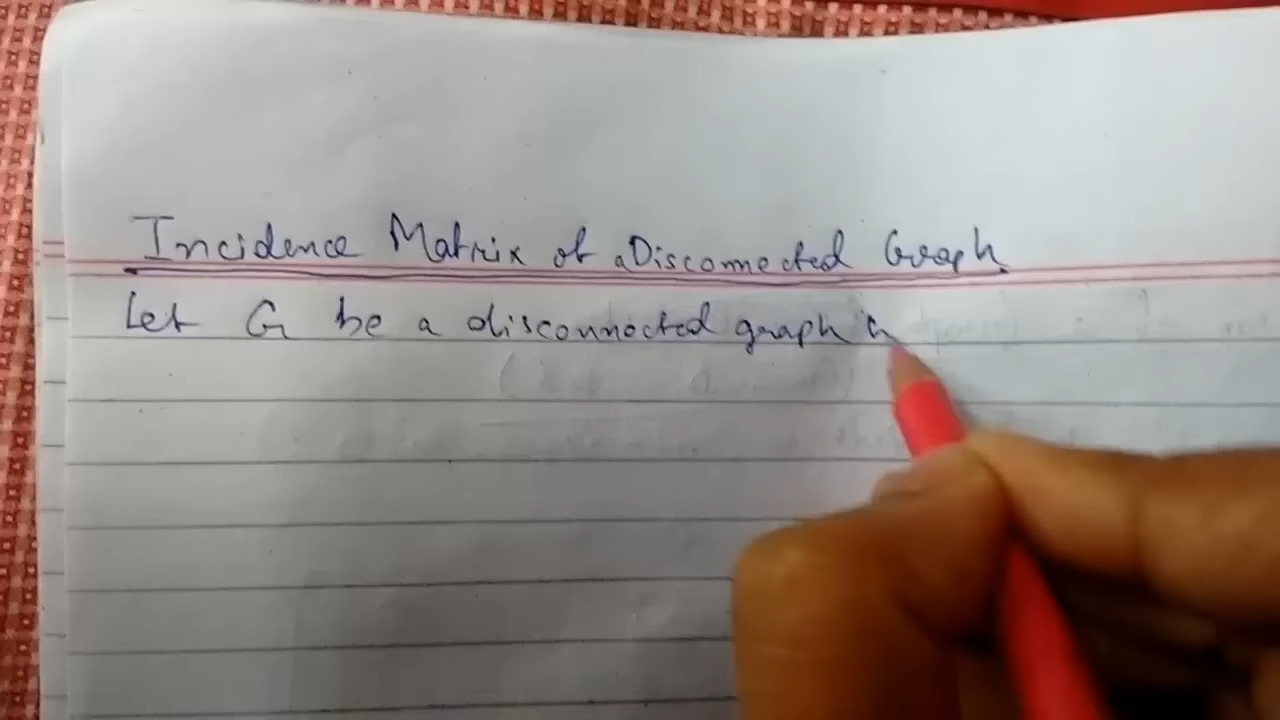 Incidence Matrix of a Disconnected Graph
Let G be a disconnected graph